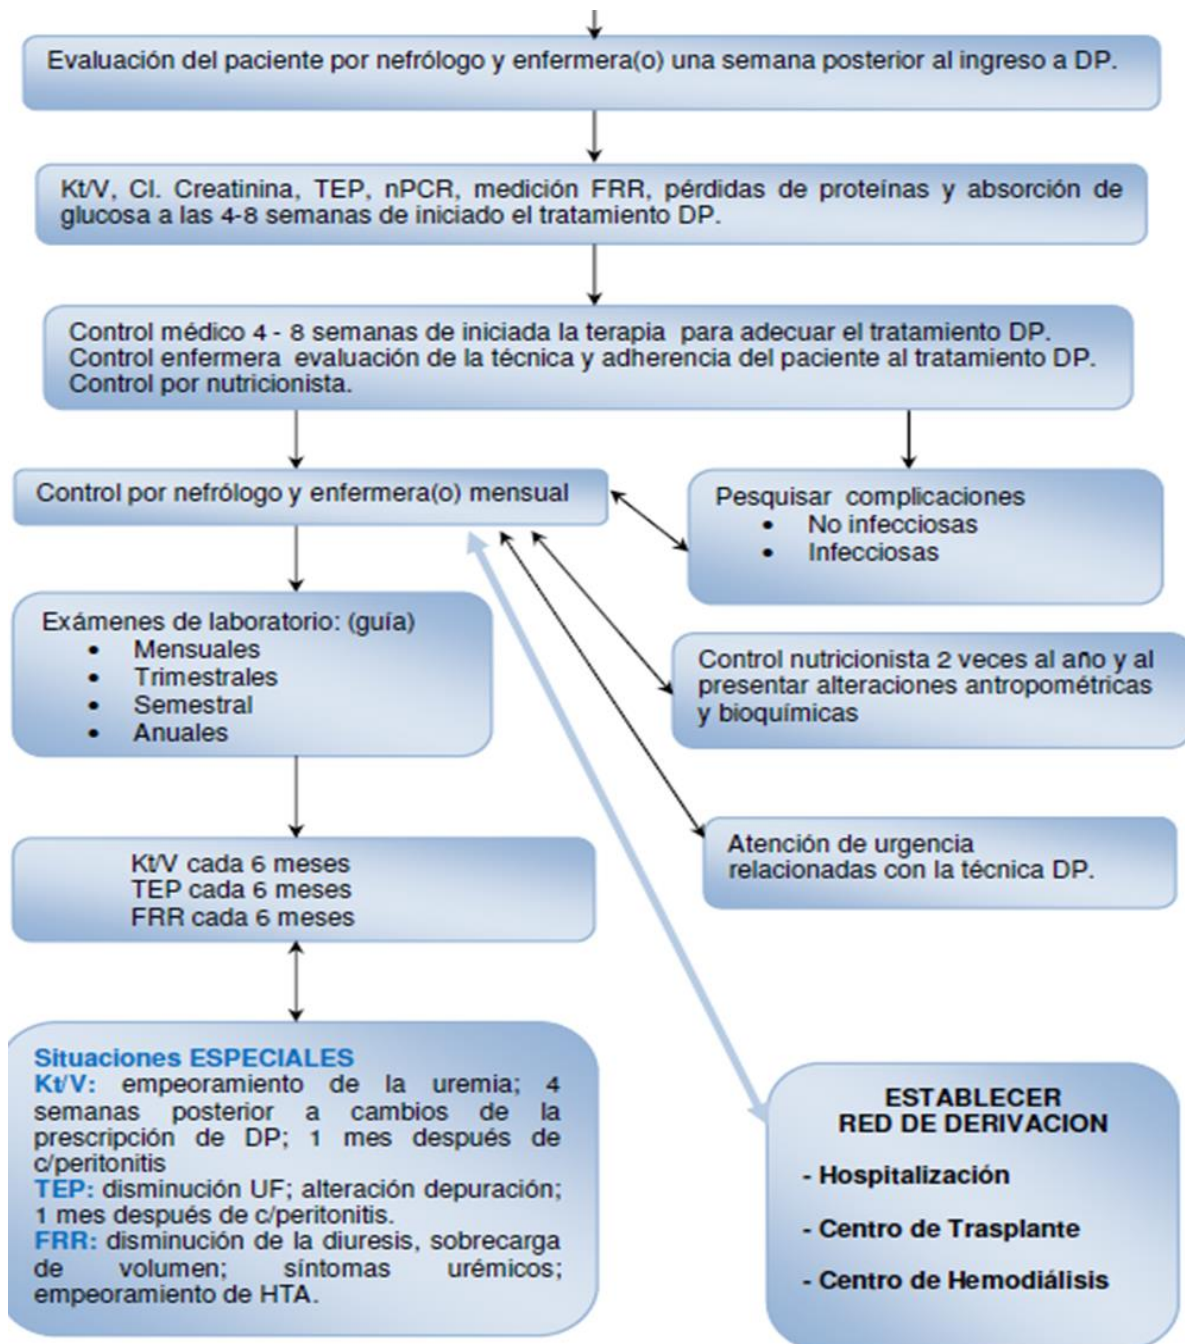 Evaluación del paciente por nefrólogo y enfermera(o) una semana posterior al ingreso a DP.
Kt/V, Cl. Creatinina, TEP, nPCR, medición FRR, pérdidas de proteínas y absorción de
glucosa a las 4-8 semanas de iniciado el tratamiento DP.
Control médico 4 - 8 semanas de iniciada la terapia para adecuar el tratamiento DP.
Control enfermera evaluación de la técnica y adherencia del paciente al tratamiento DP.
Control por nutricionista.
Control por nefrólogo y enfermera(o) mensual
Pesquisar complicaciones
• No infecciosas
• Infecciosas
Exámenes de laboratorio: (guía)
• Mensuales
• Trimestrales
• Semestral
• Anuales
Control nutricionista 2 veces al año y al
presentar alteraciones antropométricas
y bioquímicas
Atención de urgencia
relacionadas con la técnica DP.
Kt/V cada 6 meses
TEP cada 6 meses
FRR cada 6 meses
Situaciones ESPECIALES
Kt/V: empeoramiento de la uremia; 4
semanas posterior a cambios de la
prescripción de DP; 1 mes después de
c/peritonitis
TEP: disminución UF; alteración depuración;
1 mes después de c/peritonitis.
FRR: disminución de la diuresis, sobrecarga
de volumen; síntomas urémicos;
empeoramiento de HTA.
ESTABLECER
RED DE DERIVACION
- Hospitalización
- Centro de Trasplante
- Centro de Hemodiálisis